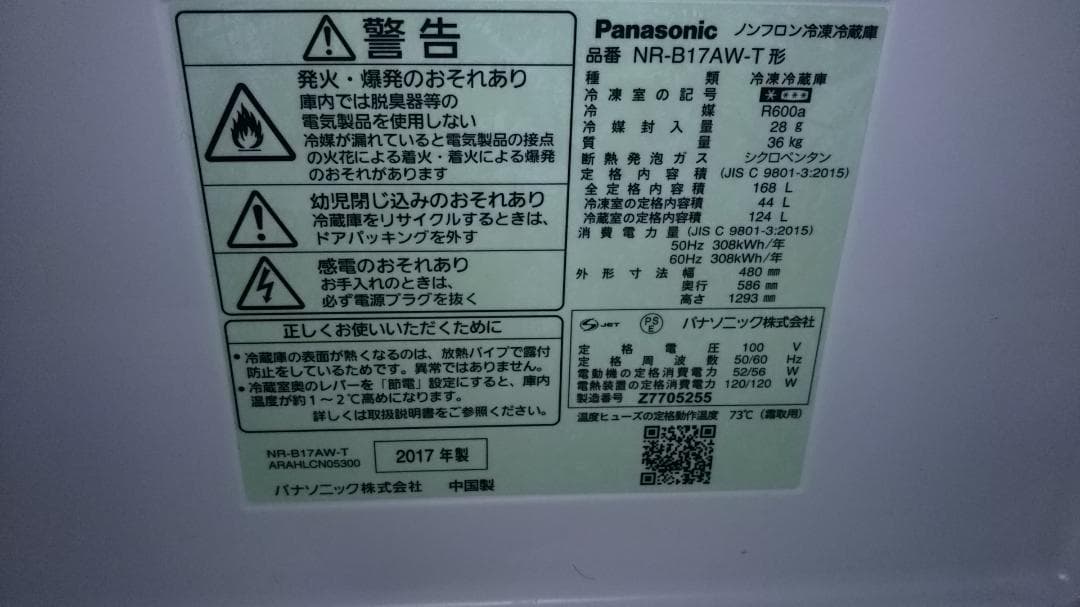 警告
発火・爆発のおそれあり
庫内では脱臭器等の
電気製品を使用しない
冷媒が漏れていると電気製品の接点
の火花による着火・着火による爆発
のおそれがあります
幼児閉じ込みのおそれあり
冷蔵庫をリサイクルするときは、
ドアパッキングを外す
感電のおそれあり
お手入れのときは、
必ず電源プラグを抜く
正しくお使いいただくために
●冷蔵庫の表面が熱くなるのは、放熱パイプで露付
防止をしているためです。異常ではありません。
●冷蔵室奥のレバーを「節電」設定にすると、庫内
温度が約1～2℃高めになります。
詳しくは取扱説明書をご参照ください。
NR-B17AW-T
ARAHLCN05300
2017年製
パナソニック株式会社 中国製
Panasonic ノンフロン冷凍冷蔵庫
品番 NR-B17AW-T形
種類 冷凍冷蔵庫
冷凍室の記号
冷媒 R600a
冷媒封入量 28 g
質量 36 kg
断熱発泡ガス シクロペンタン
定格内容積 (JIS C 9801-3:2015)
全定格内容積 168 L
冷凍室の定格内容積 44 L
冷蔵室の定格内容積 124 L
消費電力量 (JIS C 9801-3:2015)
50Hz 308kWh/年
60Hz 308kWh/年
外形寸法 幅 480 mm
奥行 586 mm
高さ 1293 mm
S JET PSE パナソニック株式会社
定格電圧 100 V
定格周波数 50/60 Hz
電動機の定格消費電力 52/56 W
電熱装置の定格消費電力 120/120 W
製造番号 Z7705255
温度ヒューズの定格動作温度 73℃（霜取用）